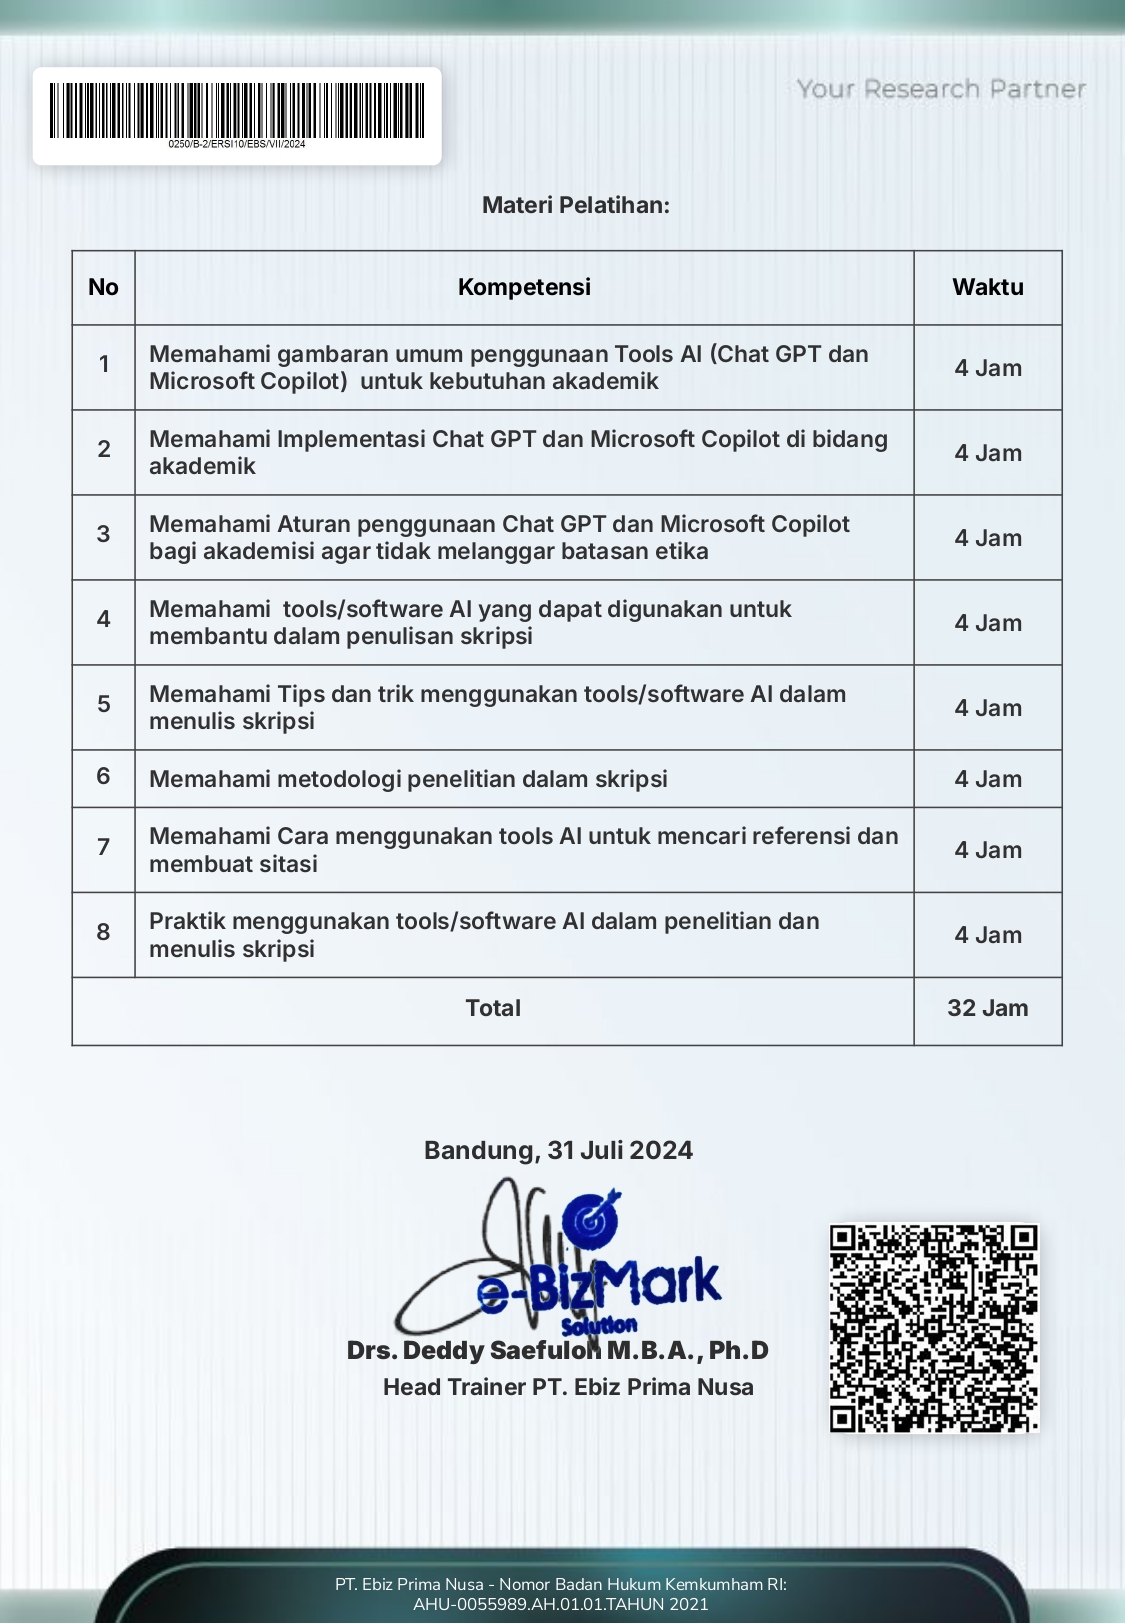 Your Research Partner
0250/B-2/ERSI10/EBS/VII/2024
Materi Pelatihan:
No Kompetensi Waktu
1 Memahami gambaran umum penggunaan Tools AI (Chat GPT dan
Microsoft Copilot)  untuk kebutuhan akademik 4 Jam
2 Memahami Implementasi Chat GPT dan Microsoft Copilot di bidang
akademik 4 Jam
3 Memahami Aturan penggunaan Chat GPT dan Microsoft Copilot
bagi akademisi agar tidak melanggar batasan etika 4 Jam
4 Memahami  tools/software AI yang dapat digunakan untuk
membantu dalam penulisan skripsi 4 Jam
5 Memahami Tips dan trik menggunakan tools/software AI dalam
menulis skripsi 4 Jam
6 Memahami metodologi penelitian dalam skripsi 4 Jam
7 Memahami Cara menggunakan tools AI untuk mencari referensi dan
membuat sitasi 4 Jam
8 Praktik menggunakan tools/software AI dalam penelitian dan
menulis skripsi 4 Jam
Total 32 Jam
Bandung, 31 Juli 2024
e-BizMark
Solution
Drs. Deddy Saefuloh M.B.A., Ph.D
Head Trainer PT. Ebiz Prima Nusa
PT. Ebiz Prima Nusa - Nomor Badan Hukum Kemkumham RI:
AHU-0055989.AH.01.01.TAHUN 2021